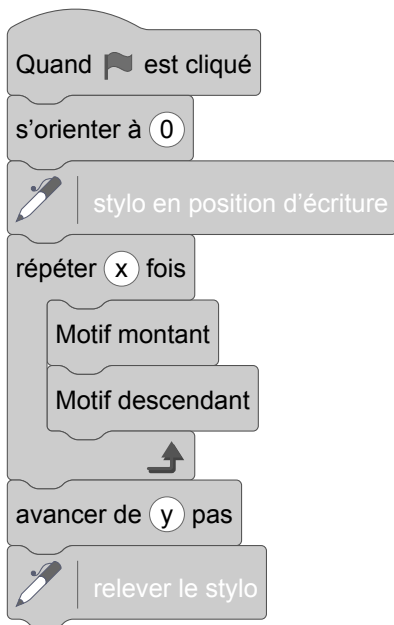 Quand est cliqué
s'orienter à 0
stylo en position d'écriture
répéter x fois
Motif montant
Motif descendant
avancer de y pas
relever le stylo